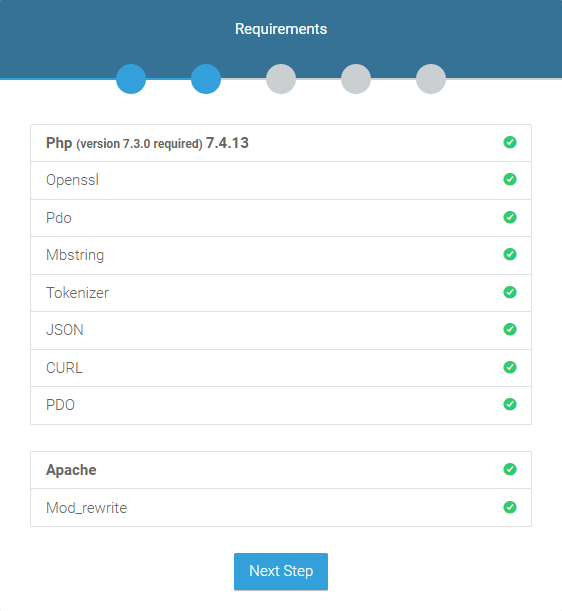 Requirements
Php (version 7.3.0 required) 7.4.13
Openssl
Pdo
Mbstring
Tokenizer
JSON
CURL
PDO
Apache
Mod_rewrite
Next Step